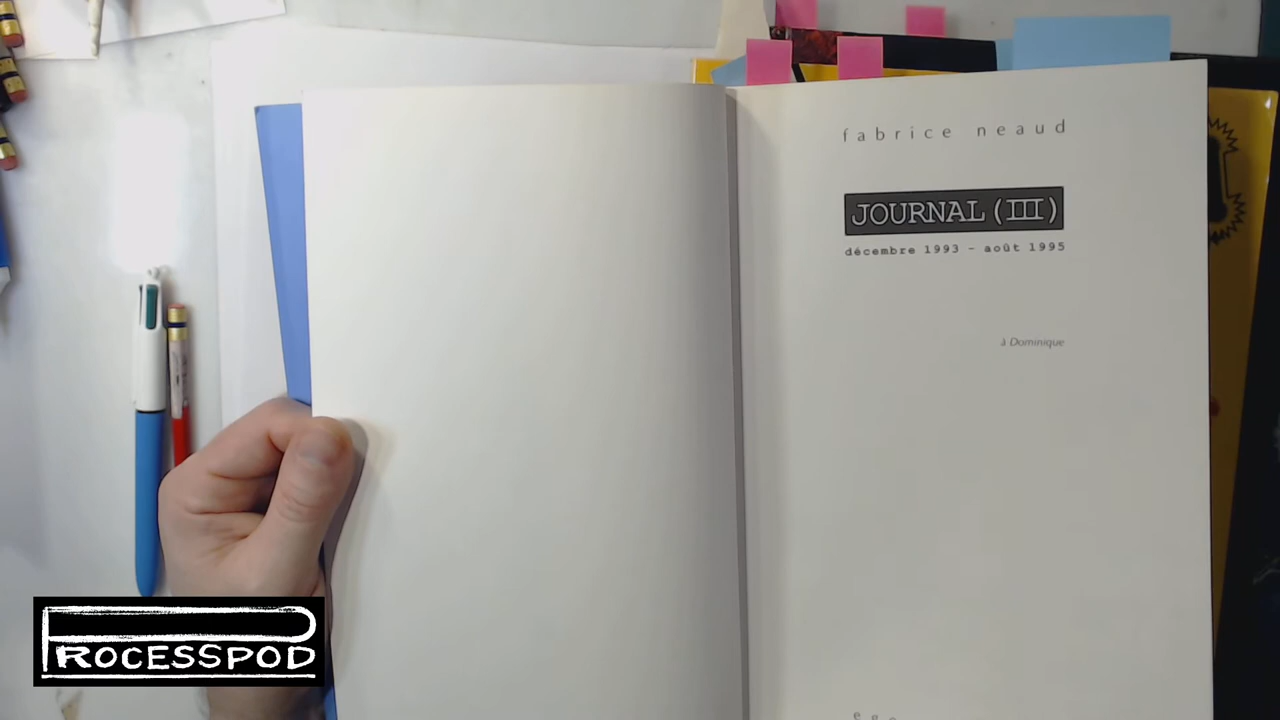 fabrice neaud
JOURNAL (III)
décembre 1993 – août 1995
à Dominique
PROCESSPOD